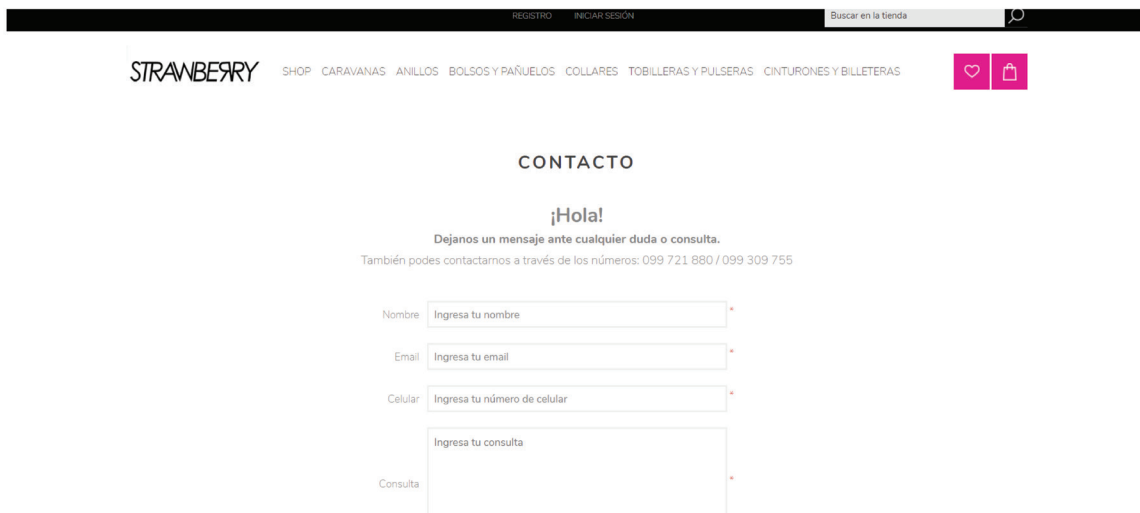 REGISTRO INICIAR SESIÓN Buscar en la tienda
STRAWBERRY SHOP CARAVANAS ANILLOS BOLSOS Y PAÑUELOS COLLARES TOBILLERAS Y PULSERAS CINTURONES Y BILLETERAS
CONTACTO
¡Hola!
Dejanos un mensaje ante cualquier duda o consulta.
También podes contactarnos a través de los números: 099 721 880 / 099 309 755
Nombre Ingresa tu nombre *
Email Ingresa tu email *
Celular Ingresa tu número de celular *
Ingresa tu consulta
Consulta *